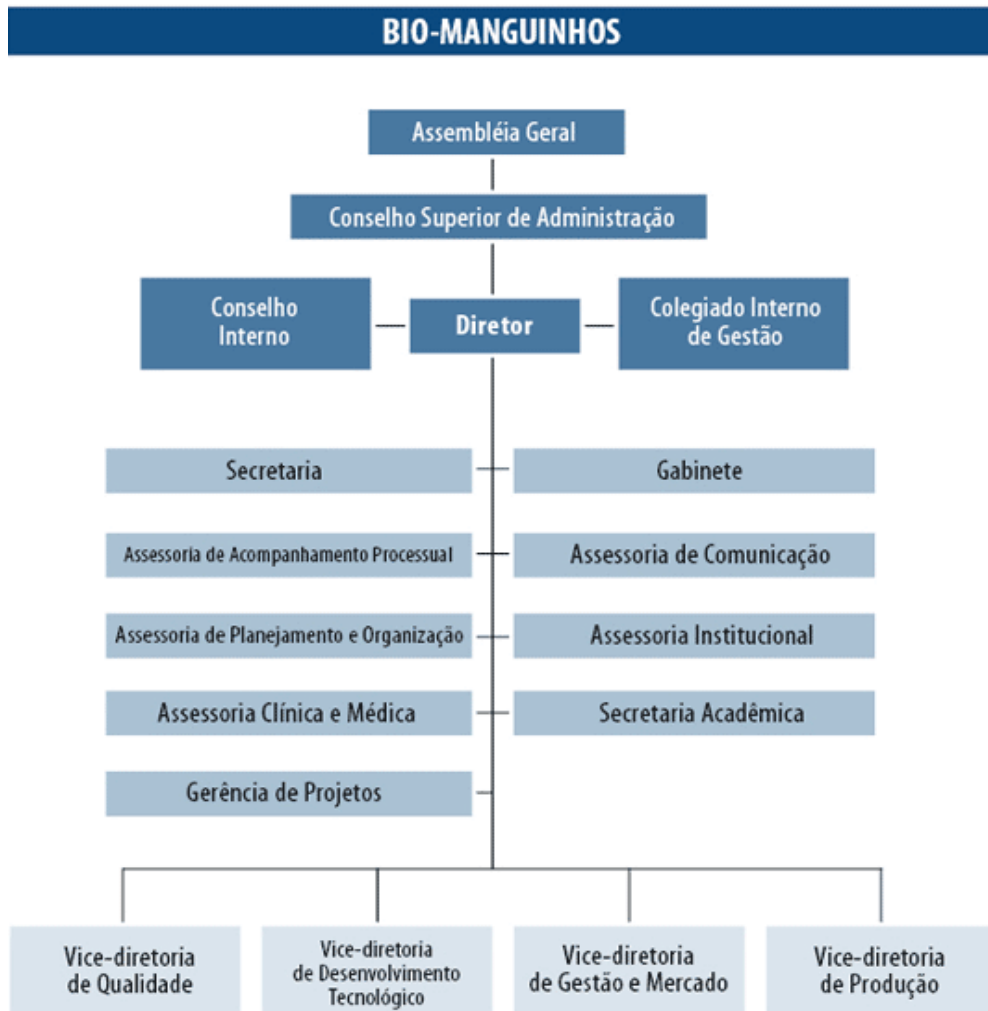 BIO-MANGUINHOS
Assembléia Geral
Conselho Superior de Administração
Conselho
Interno
Diretor
Colegiado Interno
de Gestão
Secretaria
Gabinete
Assessoria de Acompanhamento Processual
Assessoria de Comunicação
Assessoria de Planejamento e Organização
Assessoria Institucional
Assessoria Clínica e Médica
Secretaria Acadêmica
Gerência de Projetos
Vice-diretoria
de Qualidade
Vice-diretoria
de Desenvolvimento
Tecnológico
Vice-diretoria
de Gestão e Mercado
Vice-diretoria
de Produção